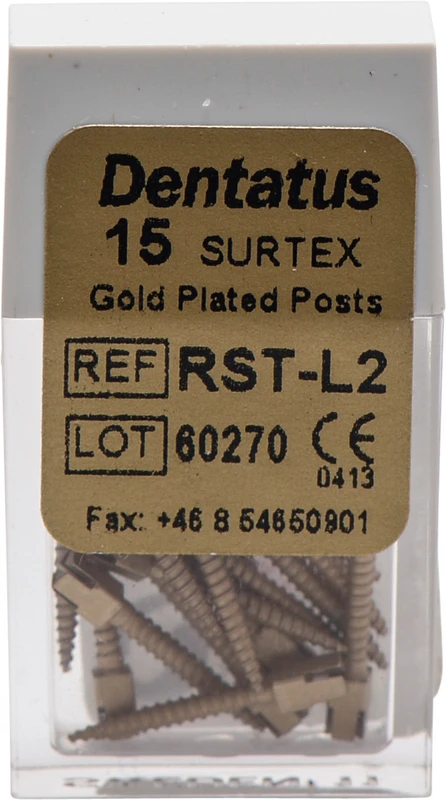 Dentatus
15 SURTEX
Gold Plated Posts
REF RST-L2
LOT 60270 CE
0413
Fax: +46 8 54650901